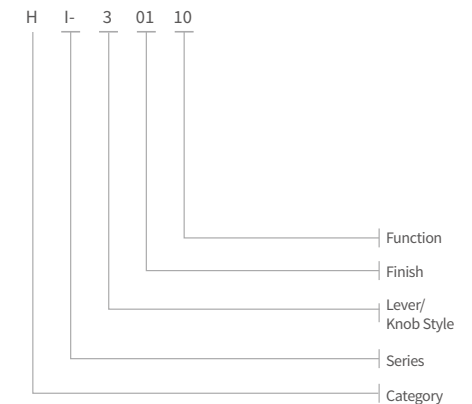 H I- 3 01 10
Function
Finish
Lever/
Knob Style
Series
Category